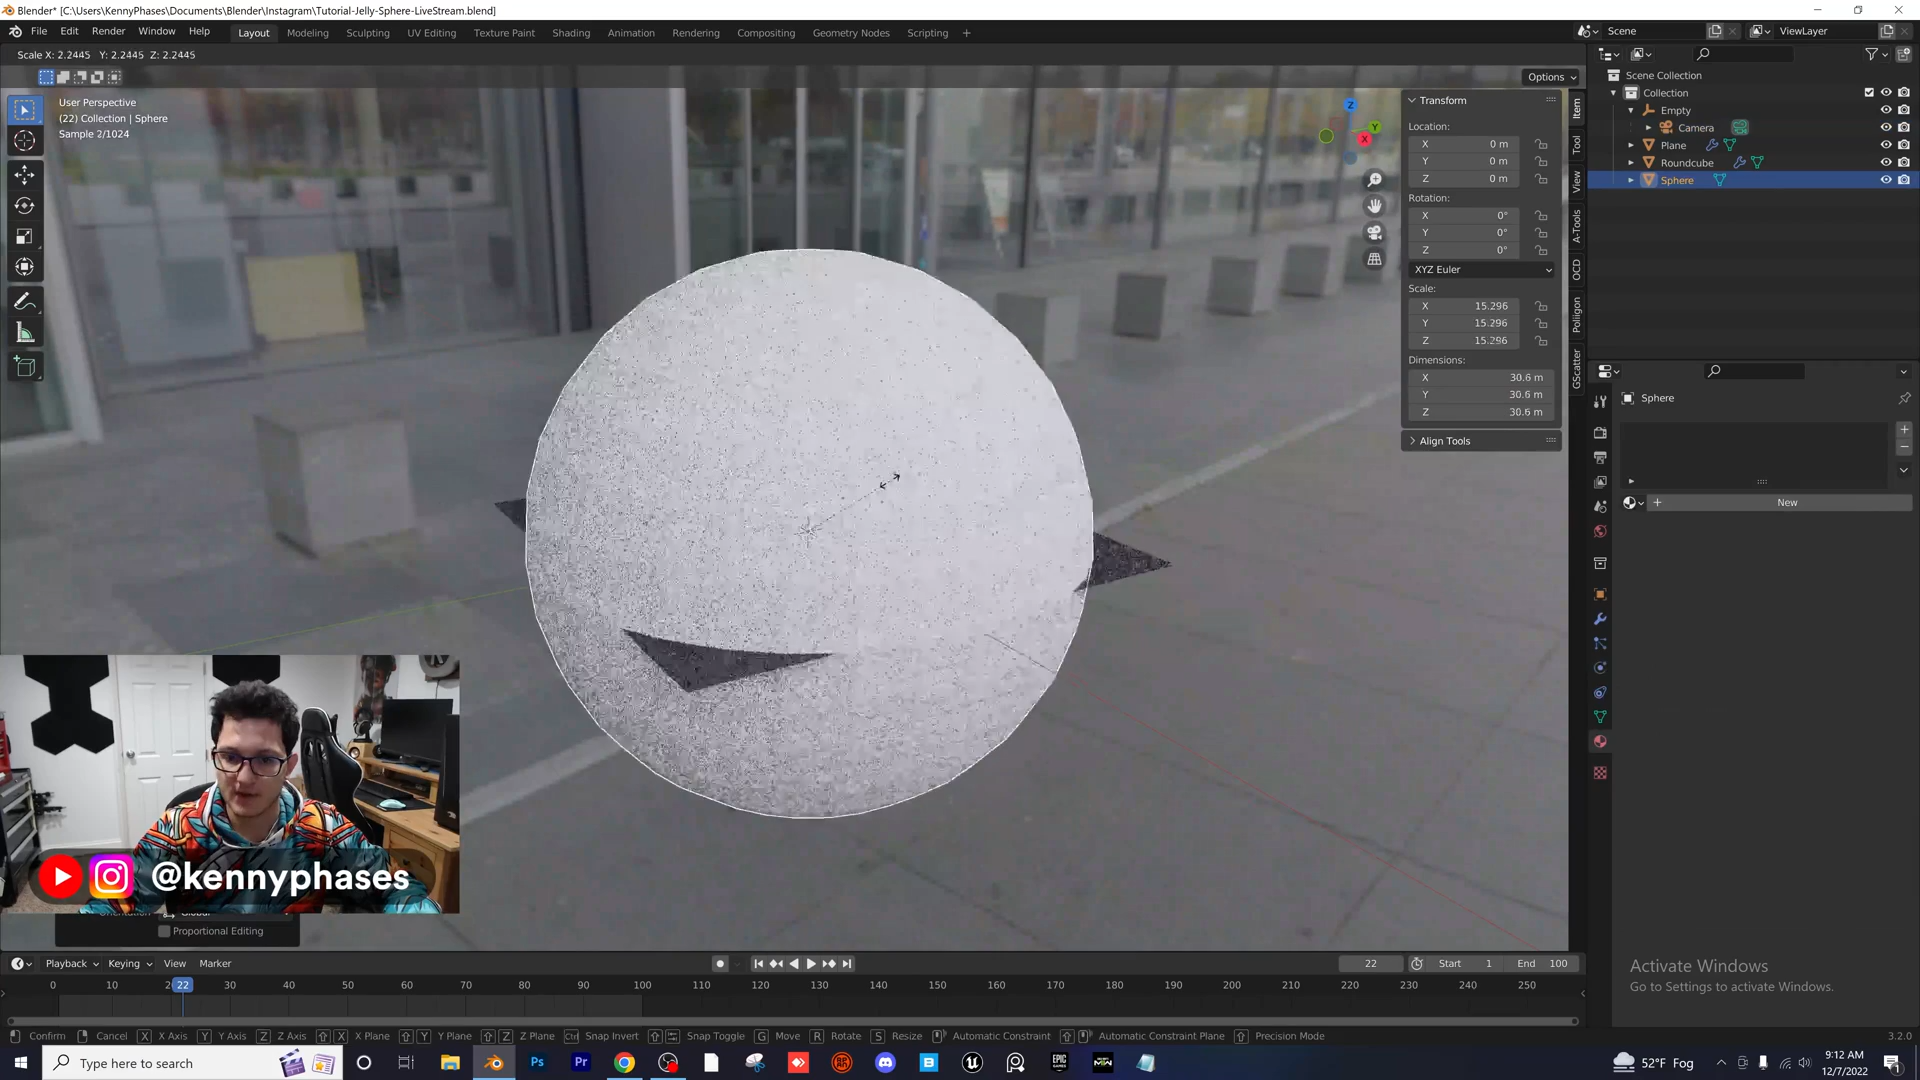 Blender* [C:\Users\KennyPhases\Documents\Blender\Instagram\Tutorial-Jelly-Sphere-LiveStream.blend]
File Edit Render Window Help Layout Modeling Sculpting UV Editing Texture Paint Shading Animation Rendering Compositing Geometry Nodes Scripting + Scene ViewLayer
Scale X: 2.2445 Y: 2.2445 Z: 2.2445
Options
User Perspective
(22) Collection | Sphere
Sample 2/1024
Z
Y
X
Transform
Location:
X 0 m
Y 0 m
Z 0 m
Rotation:
X 0°
Y 0°
Z 0°
XYZ Euler
Scale:
X 15.296
Y 15.296
Z 15.296
Dimensions:
X 30.6 m
Y 30.6 m
Z 30.6 m
Align Tools
Item
Tool
View
A-Tools
OCD
Poliigon
GScatter
Scene Collection
Collection
Empty
Camera
Plane
Roundcube
Sphere
Sphere
New
@kennyphases
Proportional Editing
Playback Keying View Marker 22 Start 1 End 100
0 10 22 30 40 50 60 70 80 90 100 110 120 130 140 150 160 170 180 190 200 210 220 230 240 250
Activate Windows
Go to Settings to activate Windows.
Confirm Cancel X X Axis Y Y Axis Z Z Axis X X Plane Y Y Plane Z Z Plane Ctrl Snap Invert Snap Toggle G Move R Rotate S Resize Automatic Constraint Automatic Constraint Plane Precision Mode 3.2.0
Type here to search
Ps
Pr
EPIC GAMES
52°F Fog
9:12 AM
12/7/2022
1